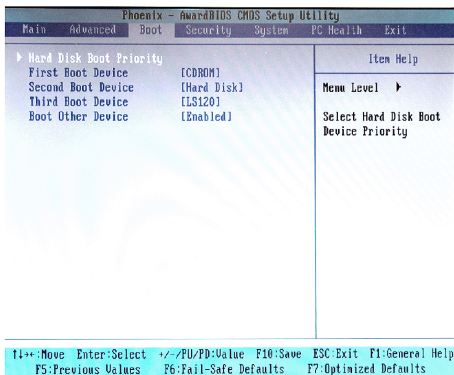 Phoenix - AwardBIOS CMOS Setup Utility
Main Advanced Boot Security System PC Health Exit
Hard Disk Boot Priority
First Boot Device [CDROM]
Second Boot Device [Hard Disk]
Third Boot Device [LS120]
Boot Other Device [Enabled]
Item Help
Menu Level
Select Hard Disk Boot
Device Priority
↑↓→←:Move Enter:Select +/-/PU/PD:Value F10:Save ESC:Exit F1:General Help
F5:Previous Values F6:Fail-Safe Defaults F7:Optimized Defaults